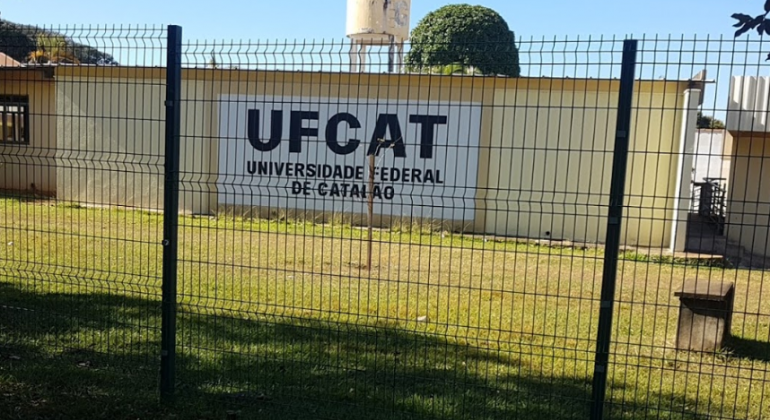 UFCAT
UNIVERSIDADE FEDERAL
DE CATALÃO